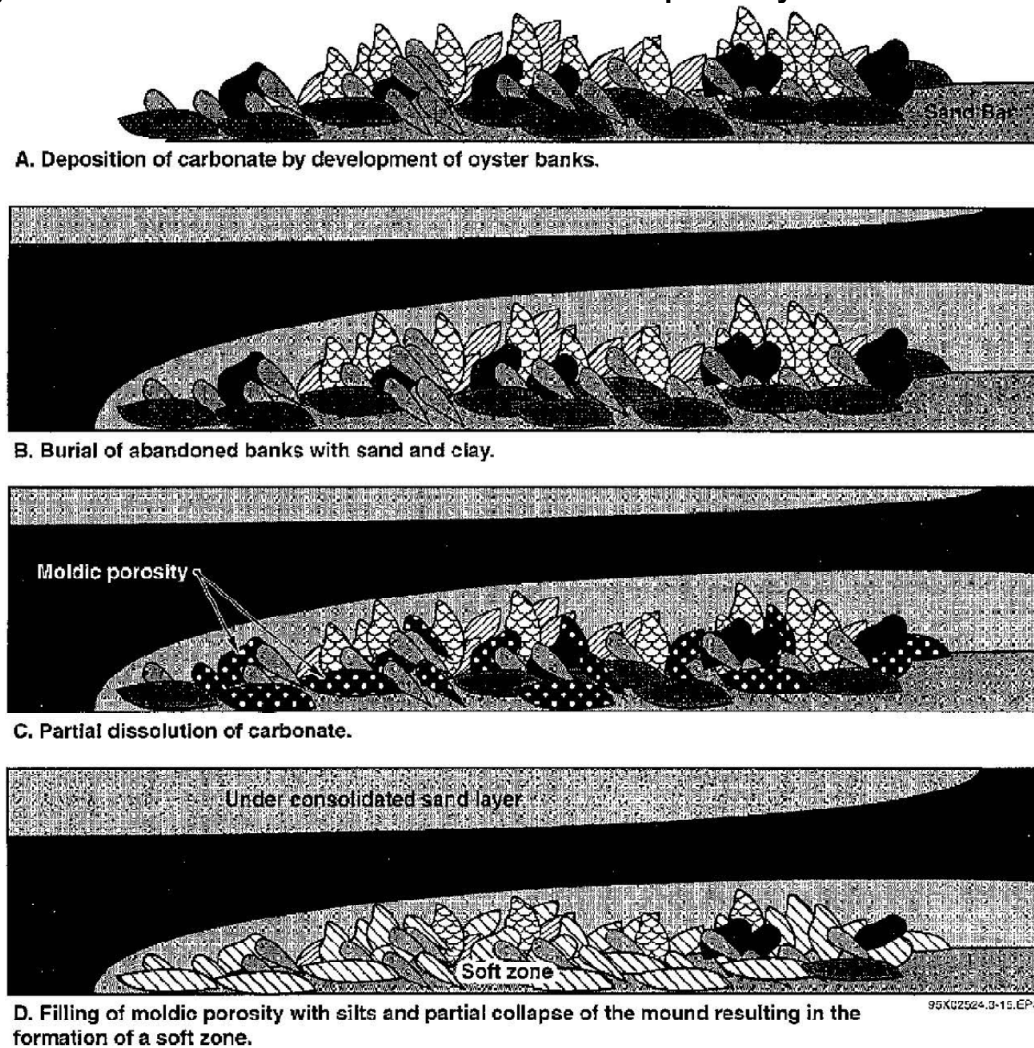 Sand Bar
A. Deposition of carbonate by development of oyster banks.
B. Burial of abandoned banks with sand and clay.
Moldic porosity
C. Partial dissolution of carbonate.
Under consolidated sand layer
Soft zone
D. Filling of moldic porosity with silts and partial collapse of the mound resulting in the
formation of a soft zone.